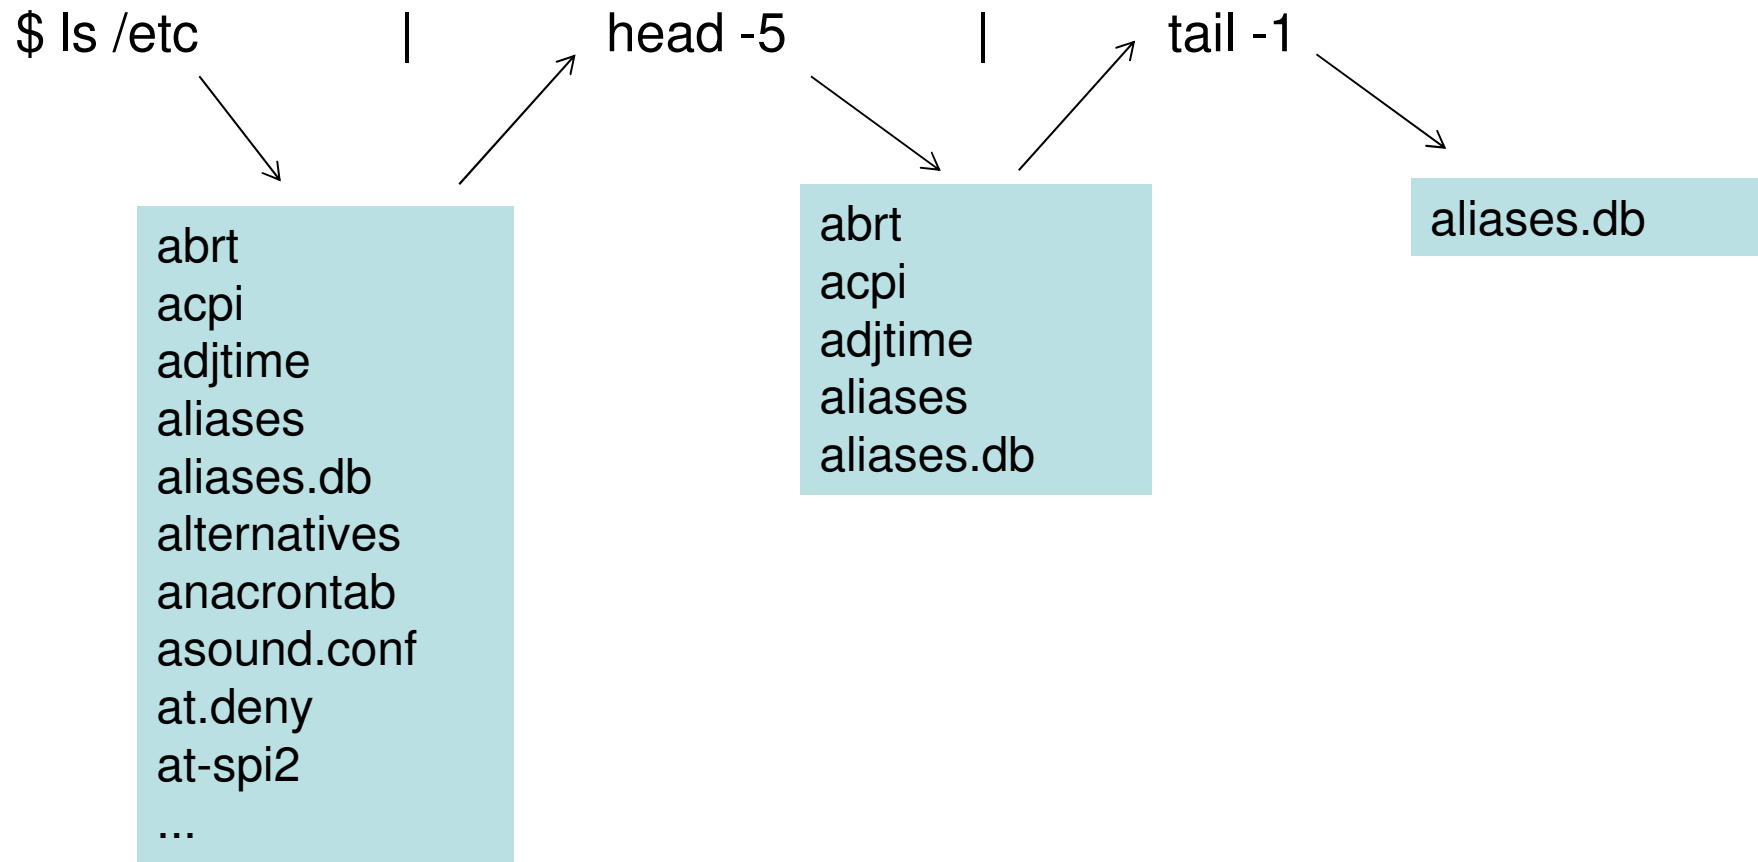 $ ls /etc | head -5 | tail -1
abrt
acpi
adjtime
aliases
aliases.db
alternatives
anacrontab
asound.conf
at.deny
at-spi2
...
abrt
acpi
adjtime
aliases
aliases.db
aliases.db